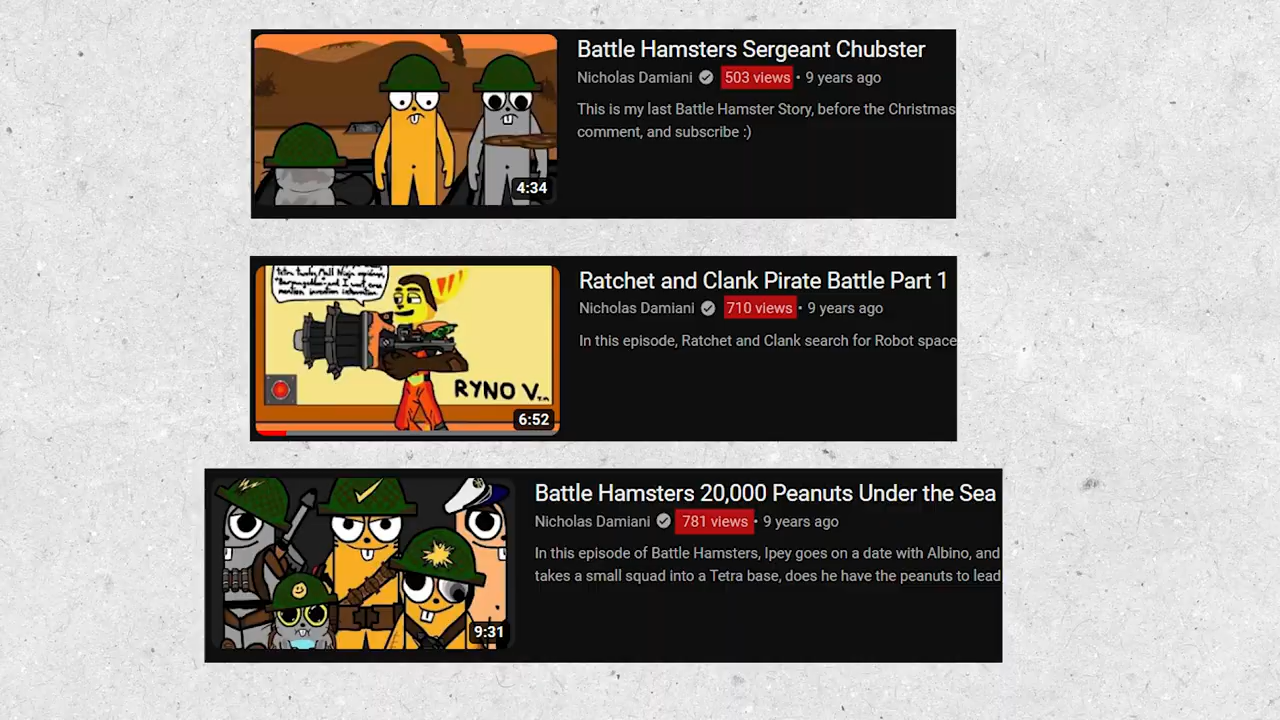 Battle Hamsters Sergeant Chubster
Nicholas Damiani 503 views • 9 years ago
This is my last Battle Hamster Story, before the Christmas
comment, and subscribe :)
4:34
Ratchet and Clank Pirate Battle Part 1
Nicholas Damiani 710 views • 9 years ago
In this episode, Ratchet and Clank search for Robot space
RYNO V TM
6:52
Battle Hamsters 20,000 Peanuts Under the Sea
Nicholas Damiani 781 views • 9 years ago
In this episode of Battle Hamsters, Ipey goes on a date with Albino, and
takes a small squad into a Tetra base, does he have the peanuts to lead
9:31